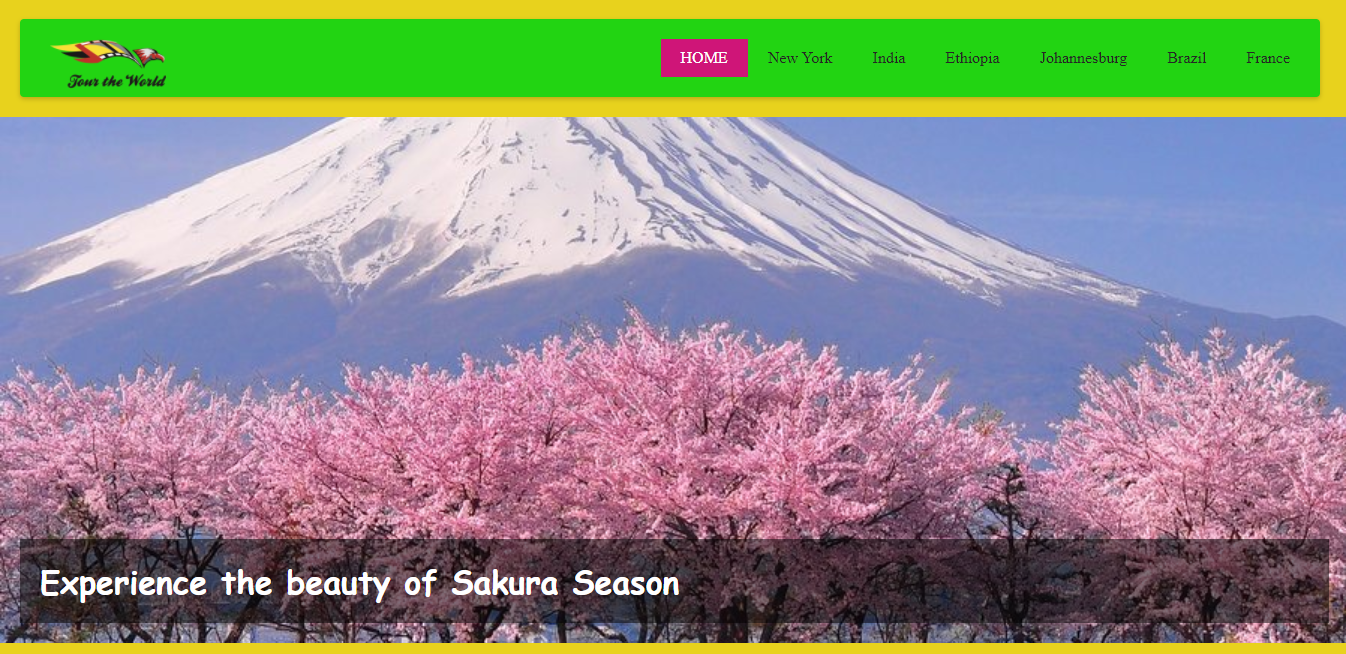 Tour the World
HOME New York India Ethiopia Johannesburg Brazil France
Experience the beauty of Sakura Season